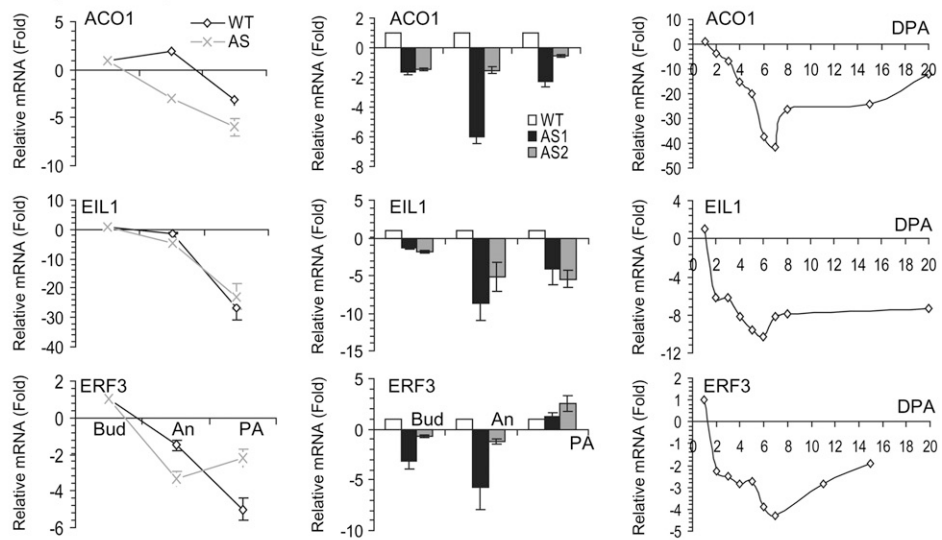 ACO1
WT
AS
Relative mRNA (Fold)
5
0
-5
-10
ACO1
Relative mRNA (Fold)
2
0
-2
-4
-6
8
WT
AS1
AS2
ACO1
DPA
Relative mRNA (Fold)
10
0
-10
-20
-30
-40
-50
0 2 4 6 8 10 12 14 16 18 20
EIL1
Relative mRNA (Fold)
10
0
-10
-20
-30
-40
EIL1
Relative mRNA (Fold)
5
0
-5
-10
-15
EIL1
DPA
Relative mRNA (Fold)
4
0
-4
-8
-12
0 2 4 6 8 10 12 14 16 18 20
ERF3
Relative mRNA (Fold)
2
0
-2
-4
-6
Bud An PA
ERF3
Relative mRNA (Fold)
5
0
-5
-10
Bud An PA
ERF3
DPA
Relative mRNA (Fold)
2
1
0
-1
-2
-3
-4
-5
0 2 4 6 8 10 12 14 16 18 20